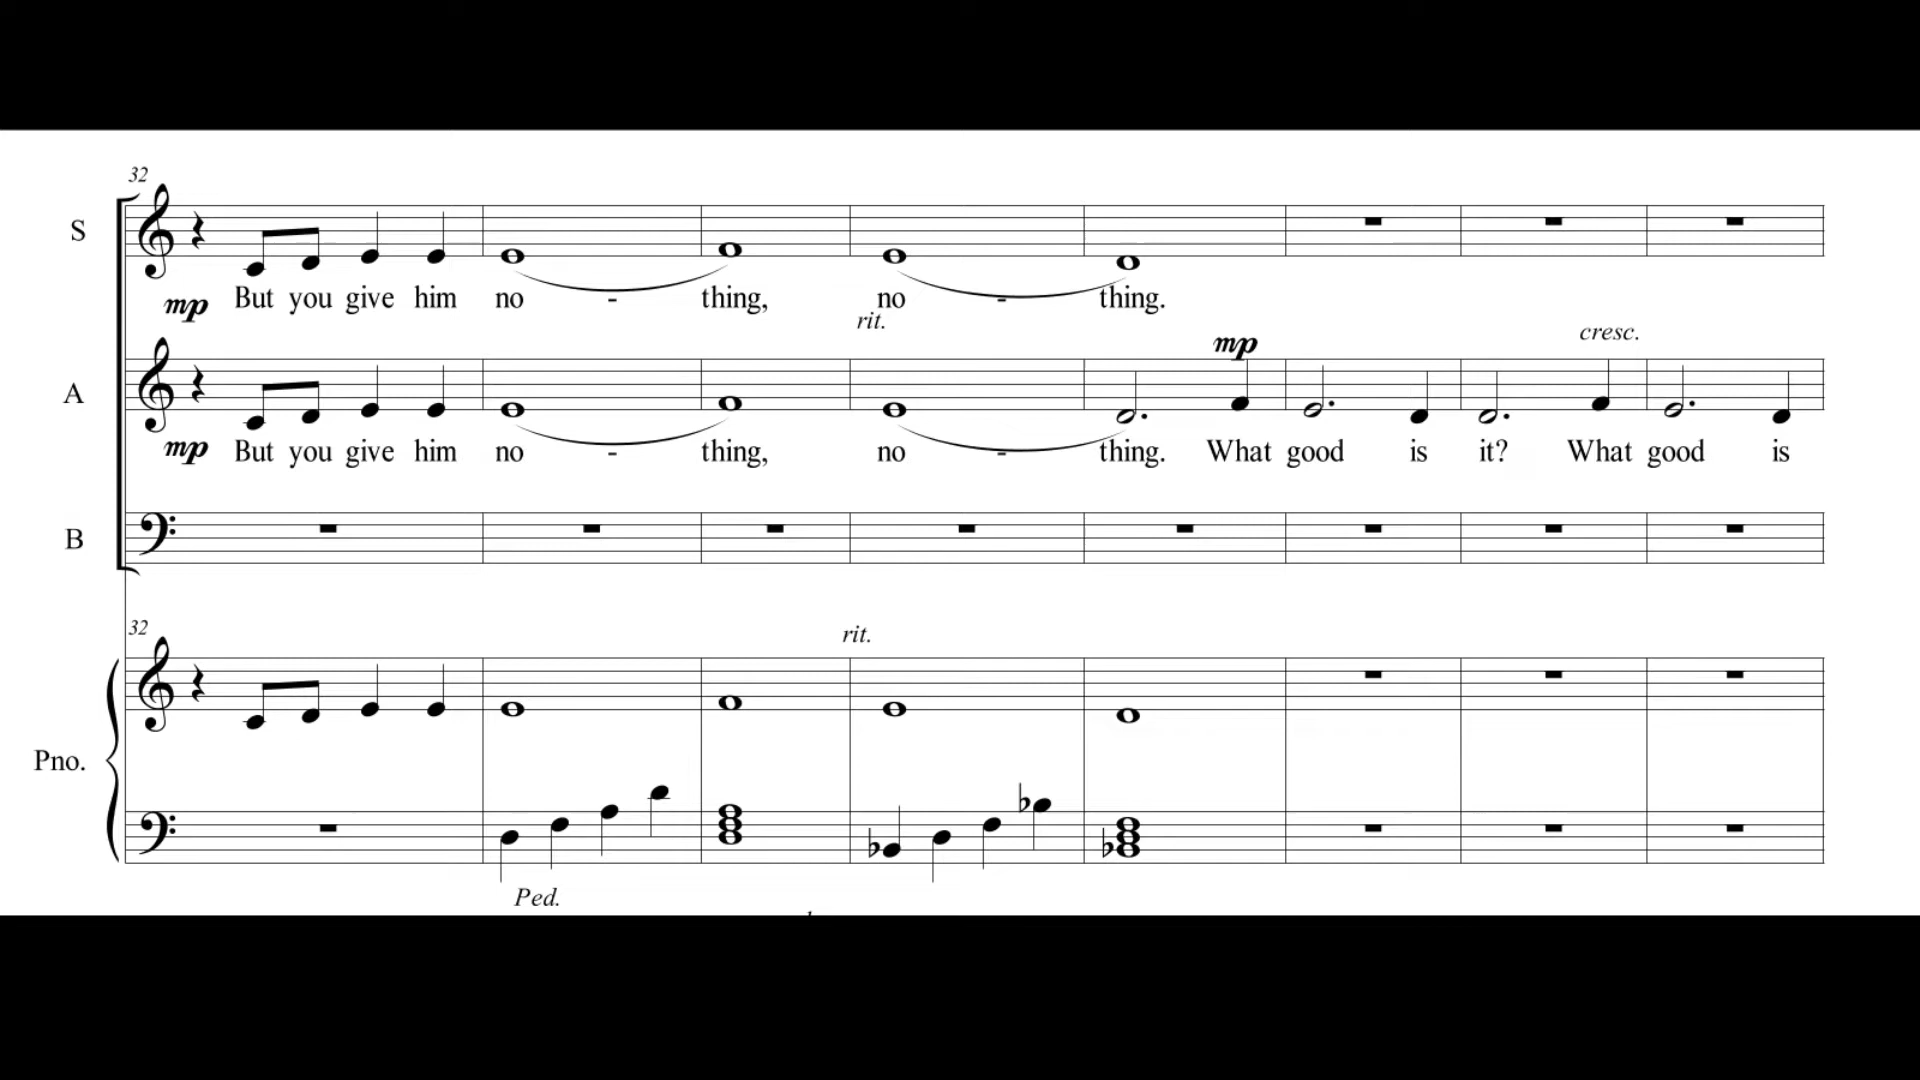 32
S
mp But you give him no - thing, no - thing.
rit.
mp cresc.
A
mp But you give him no - thing, no - thing. What good is it? What good is
B
32
rit.
Pno.
Ped.